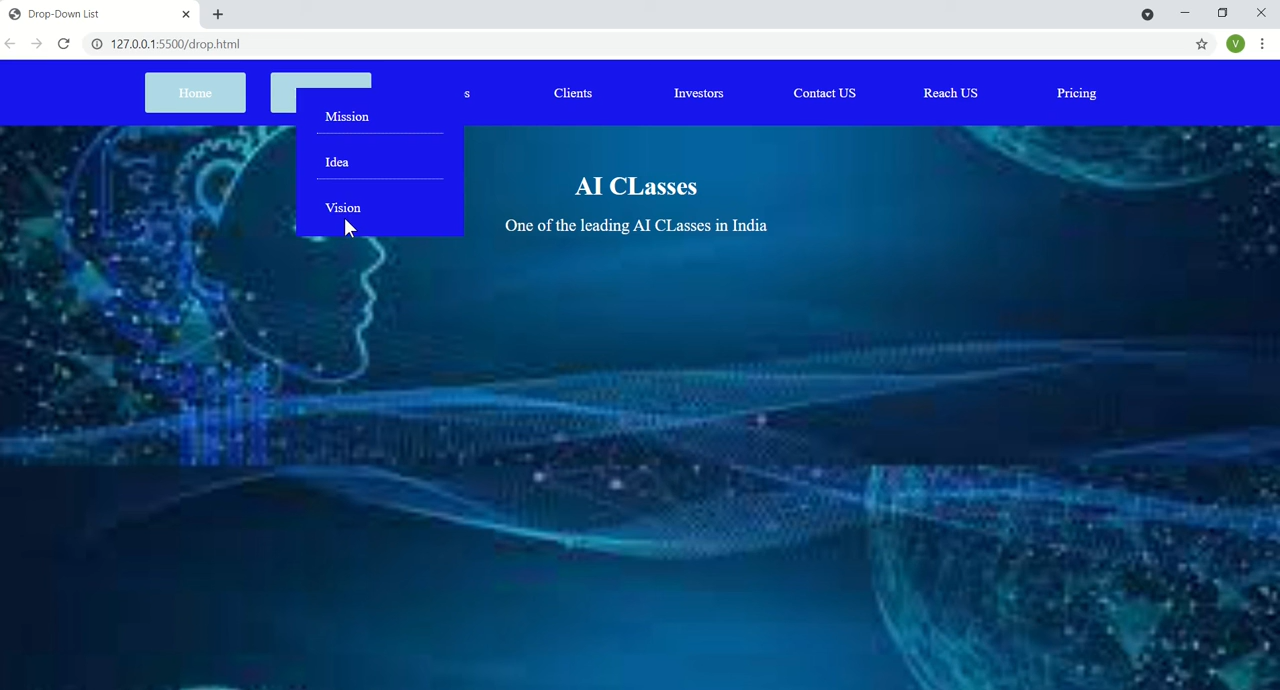 Drop-Down List
127.0.0.1:5500/drop.html
V
Home
Clients
Investors
Contact US
Reach US
Pricing
Mission
Idea
Vision
AI CLasses
One of the leading AI CLasses in India